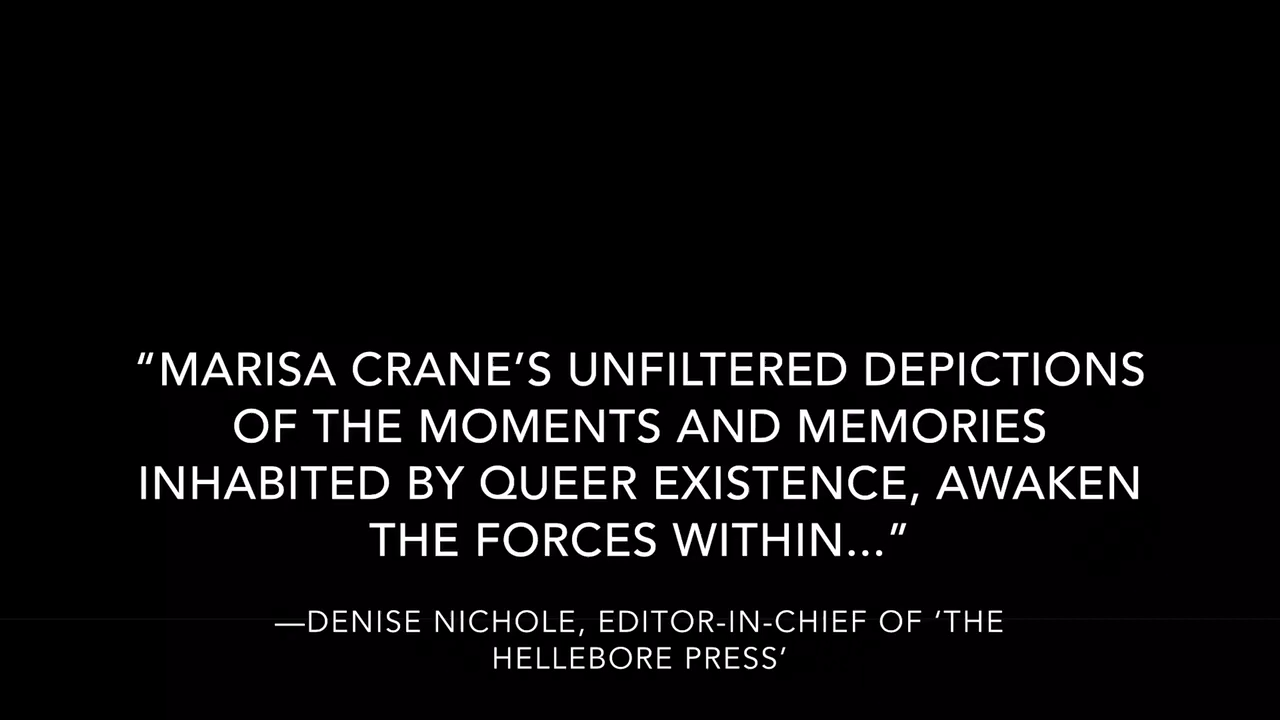 “MARISA CRANE’S UNFILTERED DEPICTIONS
OF THE MOMENTS AND MEMORIES
INHABITED BY QUEER EXISTENCE, AWAKEN
THE FORCES WITHIN...”
—DENISE NICHOLE, EDITOR-IN-CHIEF OF ‘THE
HELLEBORE PRESS’